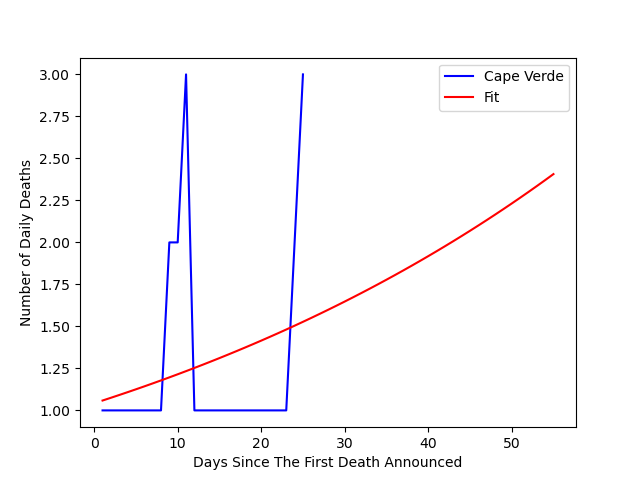 Cape Verde
Fit
3.00
2.75
2.50
2.25
2.00
1.75
1.50
1.25
1.00
Number of Daily Deaths
0 10 20 30 40 50
Days Since The First Death Announced